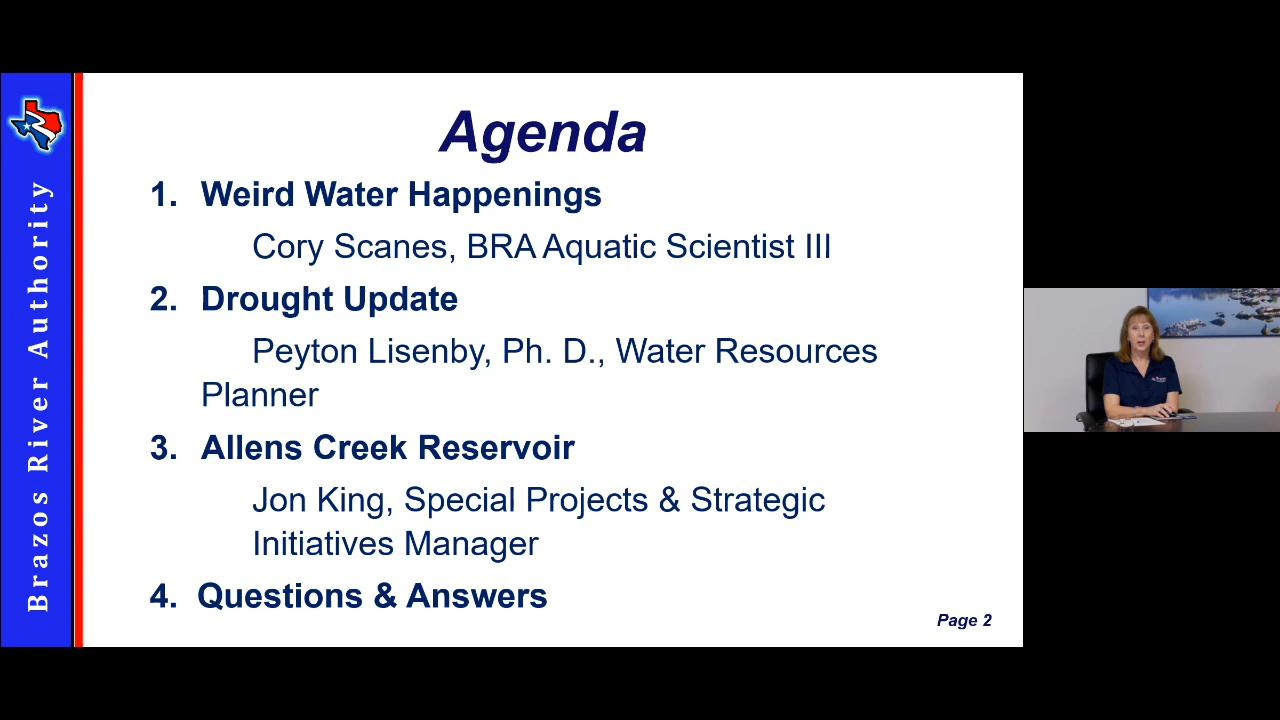 Brazos River Authority
Agenda
1. Weird Water Happenings
Cory Scanes, BRA Aquatic Scientist III
2. Drought Update
Peyton Lisenby, Ph. D., Water Resources
Planner
3. Allens Creek Reservoir
Jon King, Special Projects & Strategic
Initiatives Manager
4. Questions & Answers
Page 2